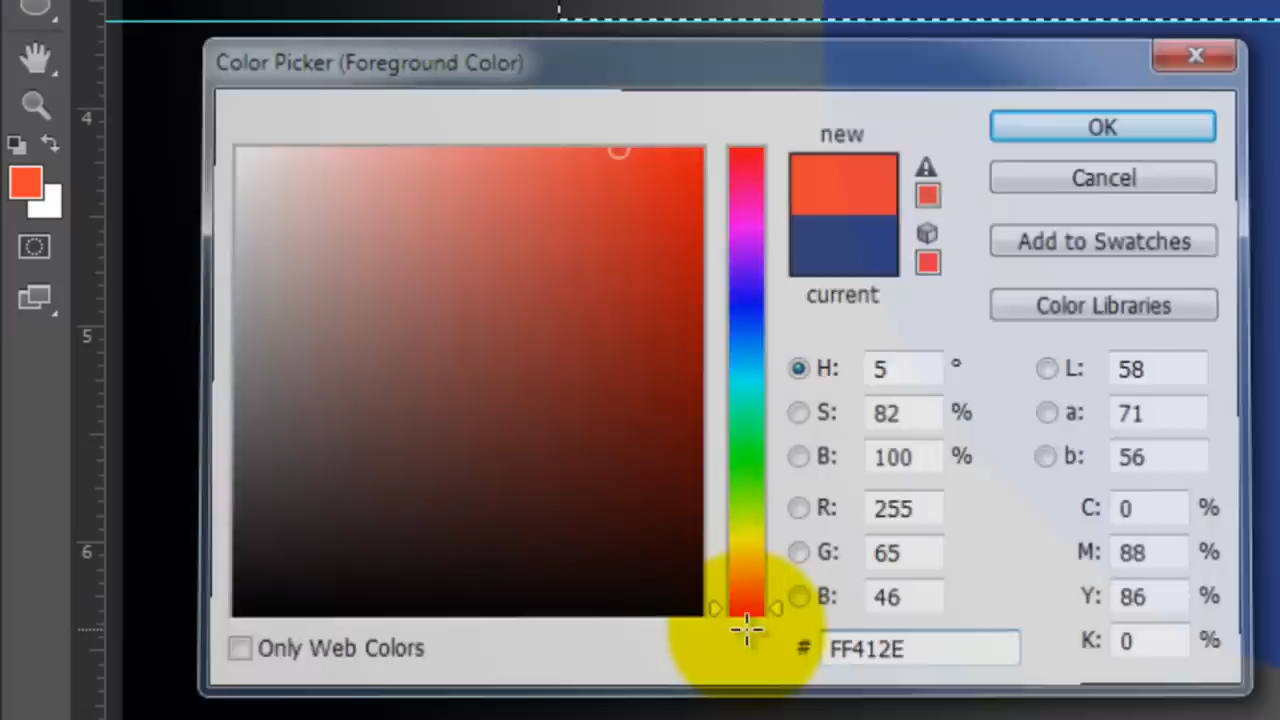 Color Picker (Foreground Color)
new
current
OK
Cancel
Add to Swatches
Color Libraries
H: 5 °
S: 82 %
B: 100 %
R: 255
G: 65
B: 46
# FF412E
L: 58
a: 71
b: 56
C: 0 %
M: 88 %
Y: 86 %
K: 0 %
Only Web Colors
4
5
6